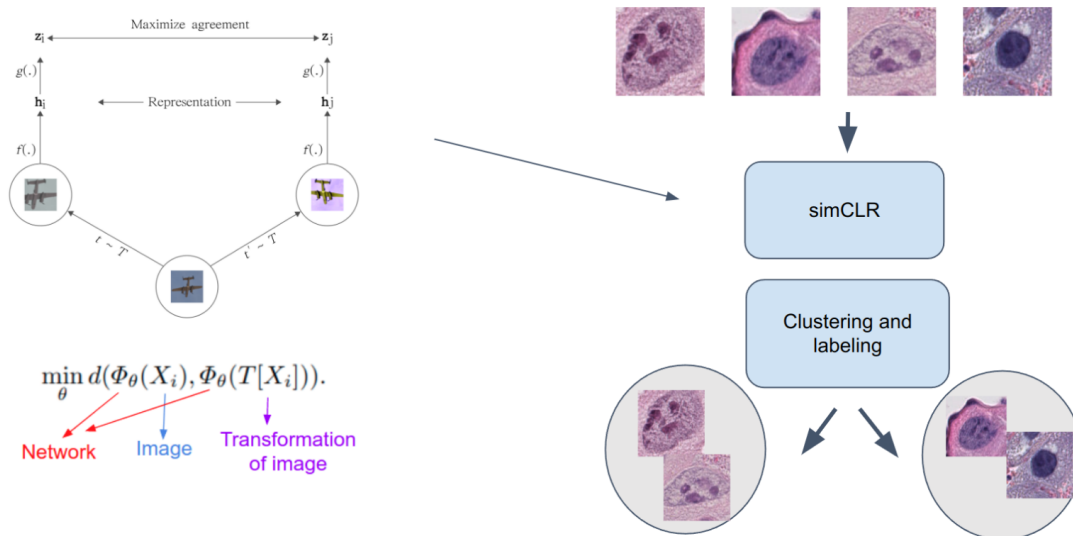 Maximize agreement
z_i
z_j
g(.)
g(.)
h_i
Representation
h_j
f(.)
f(.)
t ~ T
t' ~ T
min_θ d(Φ_θ(X_i), Φ_θ(T[X_i])).
Network
Image
Transformation
of image
simCLR
Clustering and
labeling